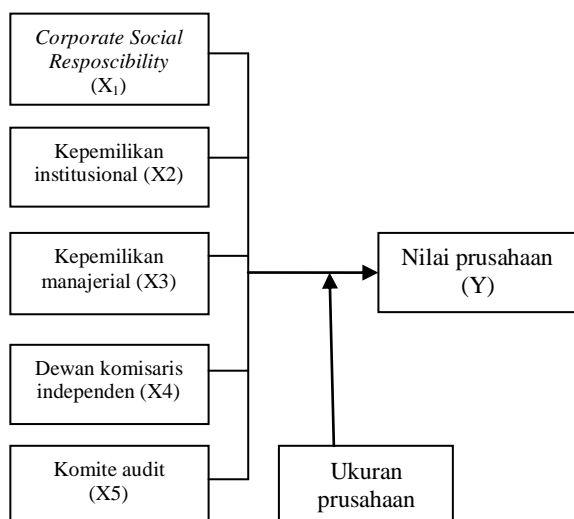 Corporate Social
Resposcibility
(X₁)
Kepemilikan
institusional (X2)
Kepemilikan
manajerial (X3)
Dewan komisaris
independen (X4)
Komite audit
(X5)
Nilai prusahaan
(Y)
Ukuran
prusahaan